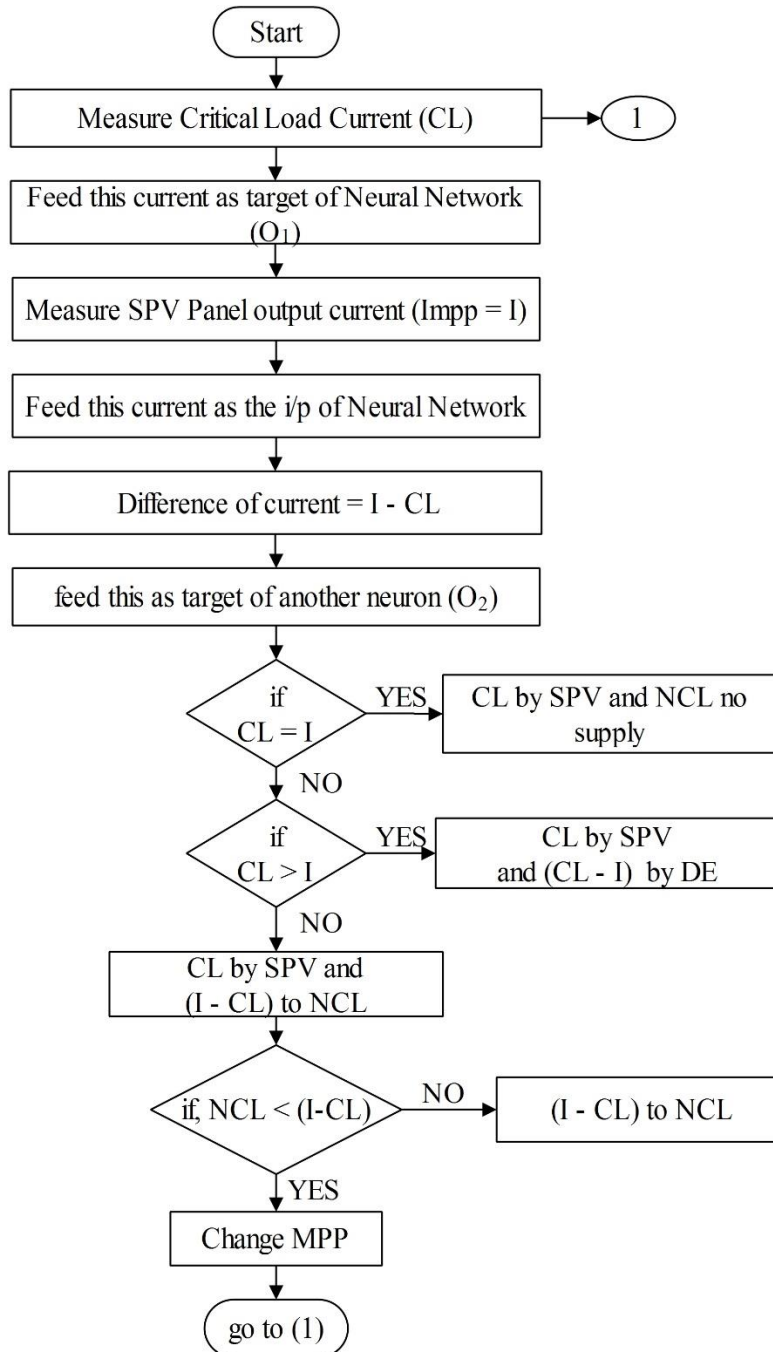 Start
Measure Critical Load Current (CL)
1
Feed this current as target of Neural Network
(O₁)
Measure SPV Panel output current (Impp = I)
Feed this current as the i/p of Neural Network
Difference of current = I - CL
feed this as target of another neuron (O₂)
if
CL = I
YES
CL by SPV and NCL no
supply
NO
if
CL > I
YES
CL by SPV
and (CL - I) by DE
NO
CL by SPV and
(I - CL) to NCL
if, NCL < (I-CL)
NO
(I - CL) to NCL
YES
Change MPP
go to (1)